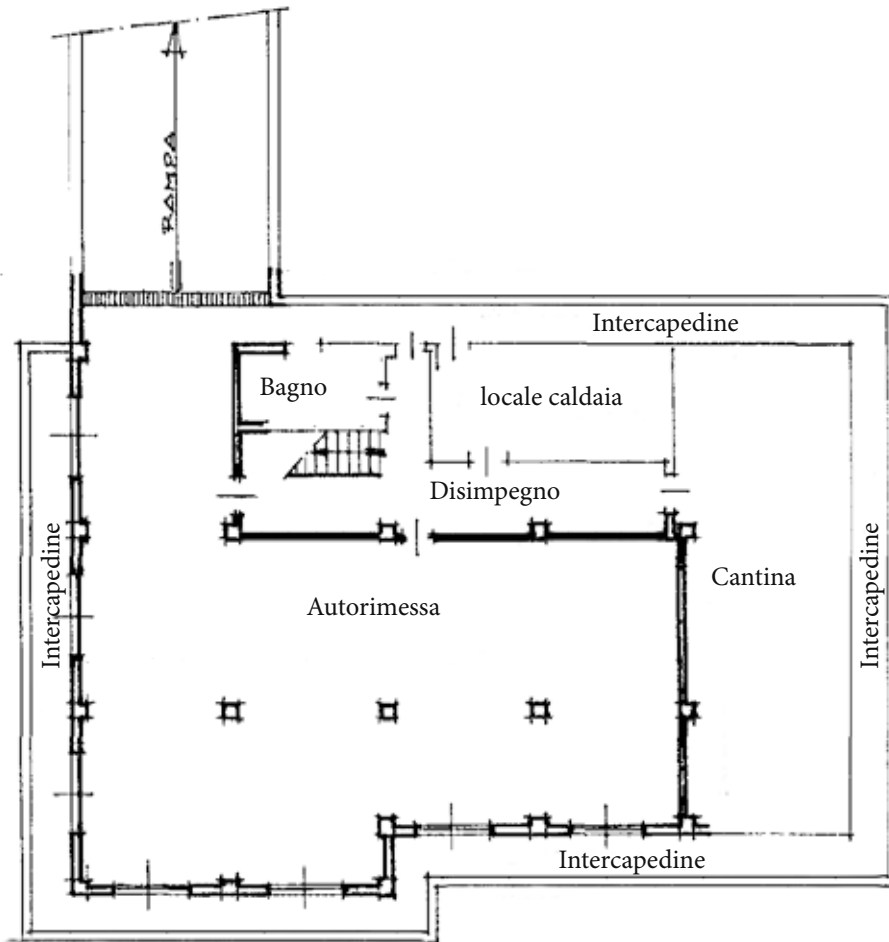 RAMPA
Intercapedine
Bagno
locale caldaia
Disimpegno
Intercapedine
Cantina
Intercapedine
Autorimessa
Intercapedine